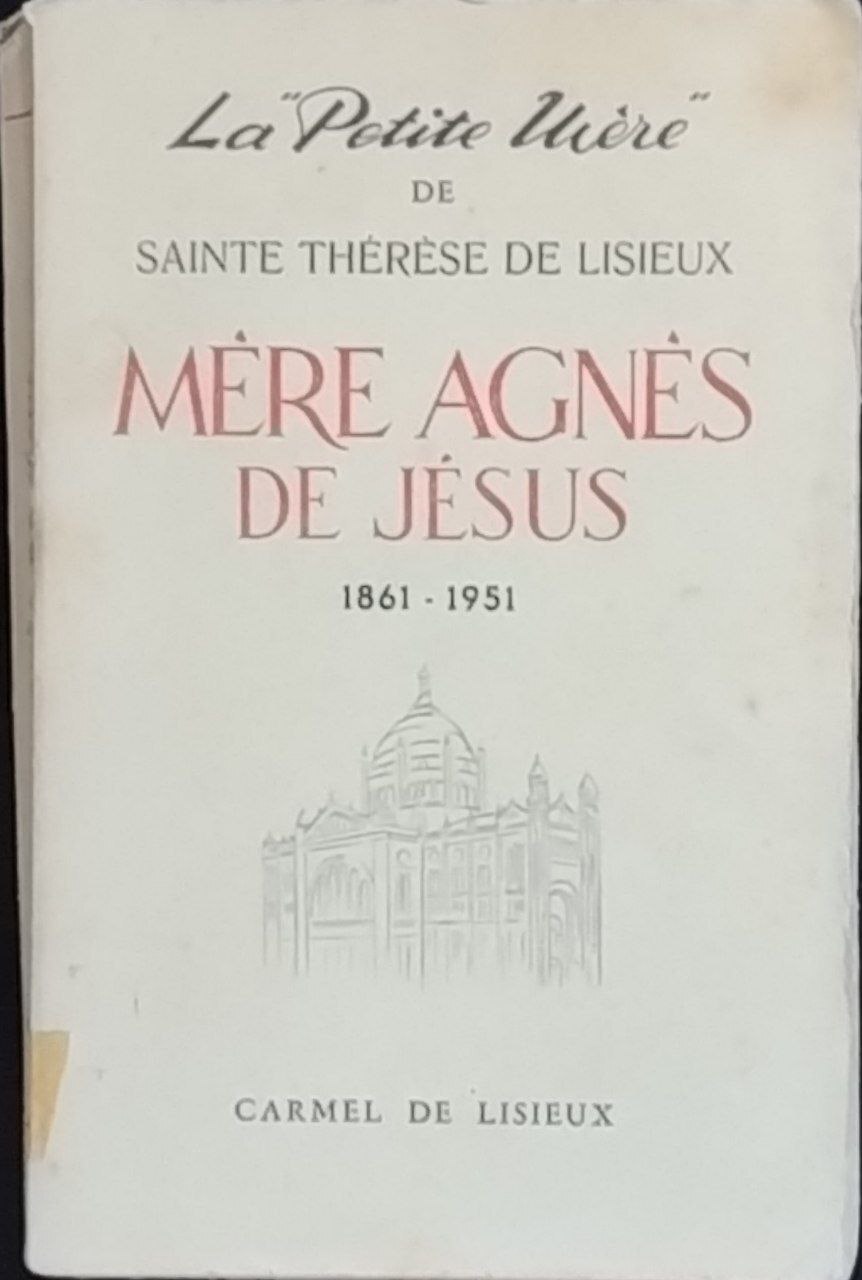 La "Petite Mère"
DE
SAINTE THÉRÈSE DE LISIEUX
MÈRE AGNÈS
DE JÉSUS
1861 - 1951
CARMEL DE LISIEUX